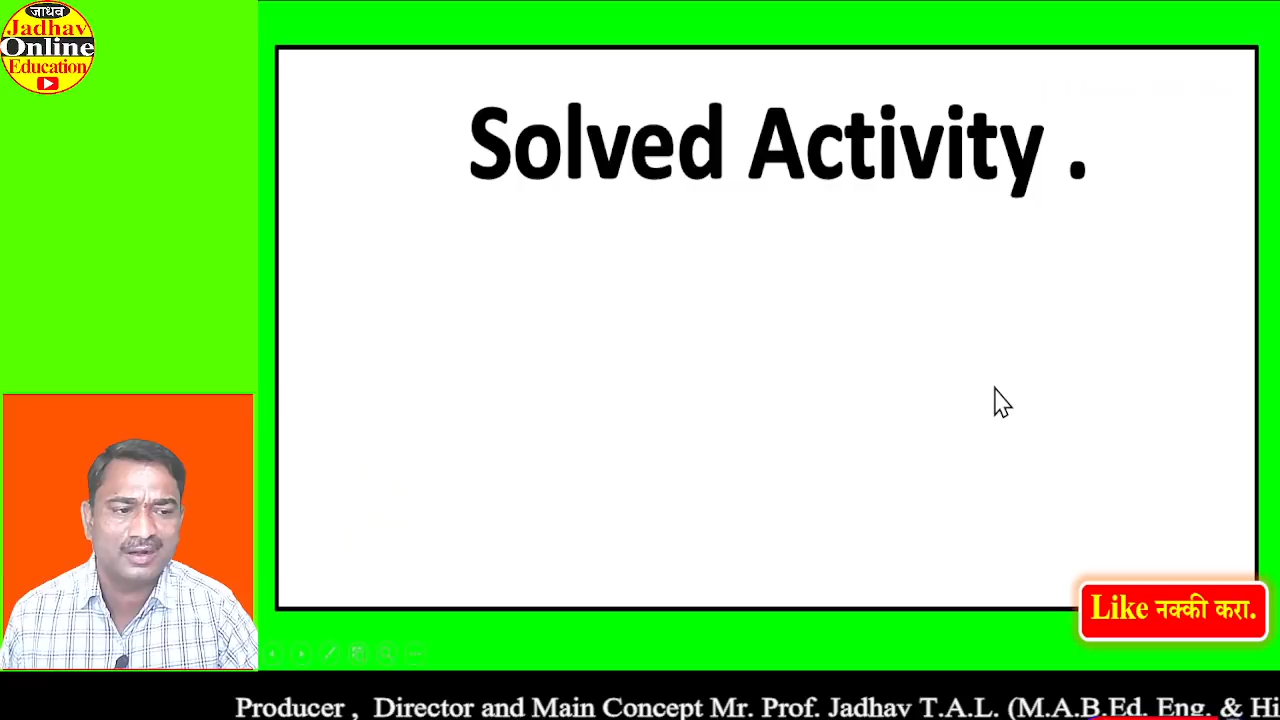 जाधव
Jadhav
Online
Education
Solved Activity .
Like नक्की करा.
Producer , Director and Main Concept Mr. Prof. Jadhav T.A.L. (M.A.B.Ed. Eng. & Hi